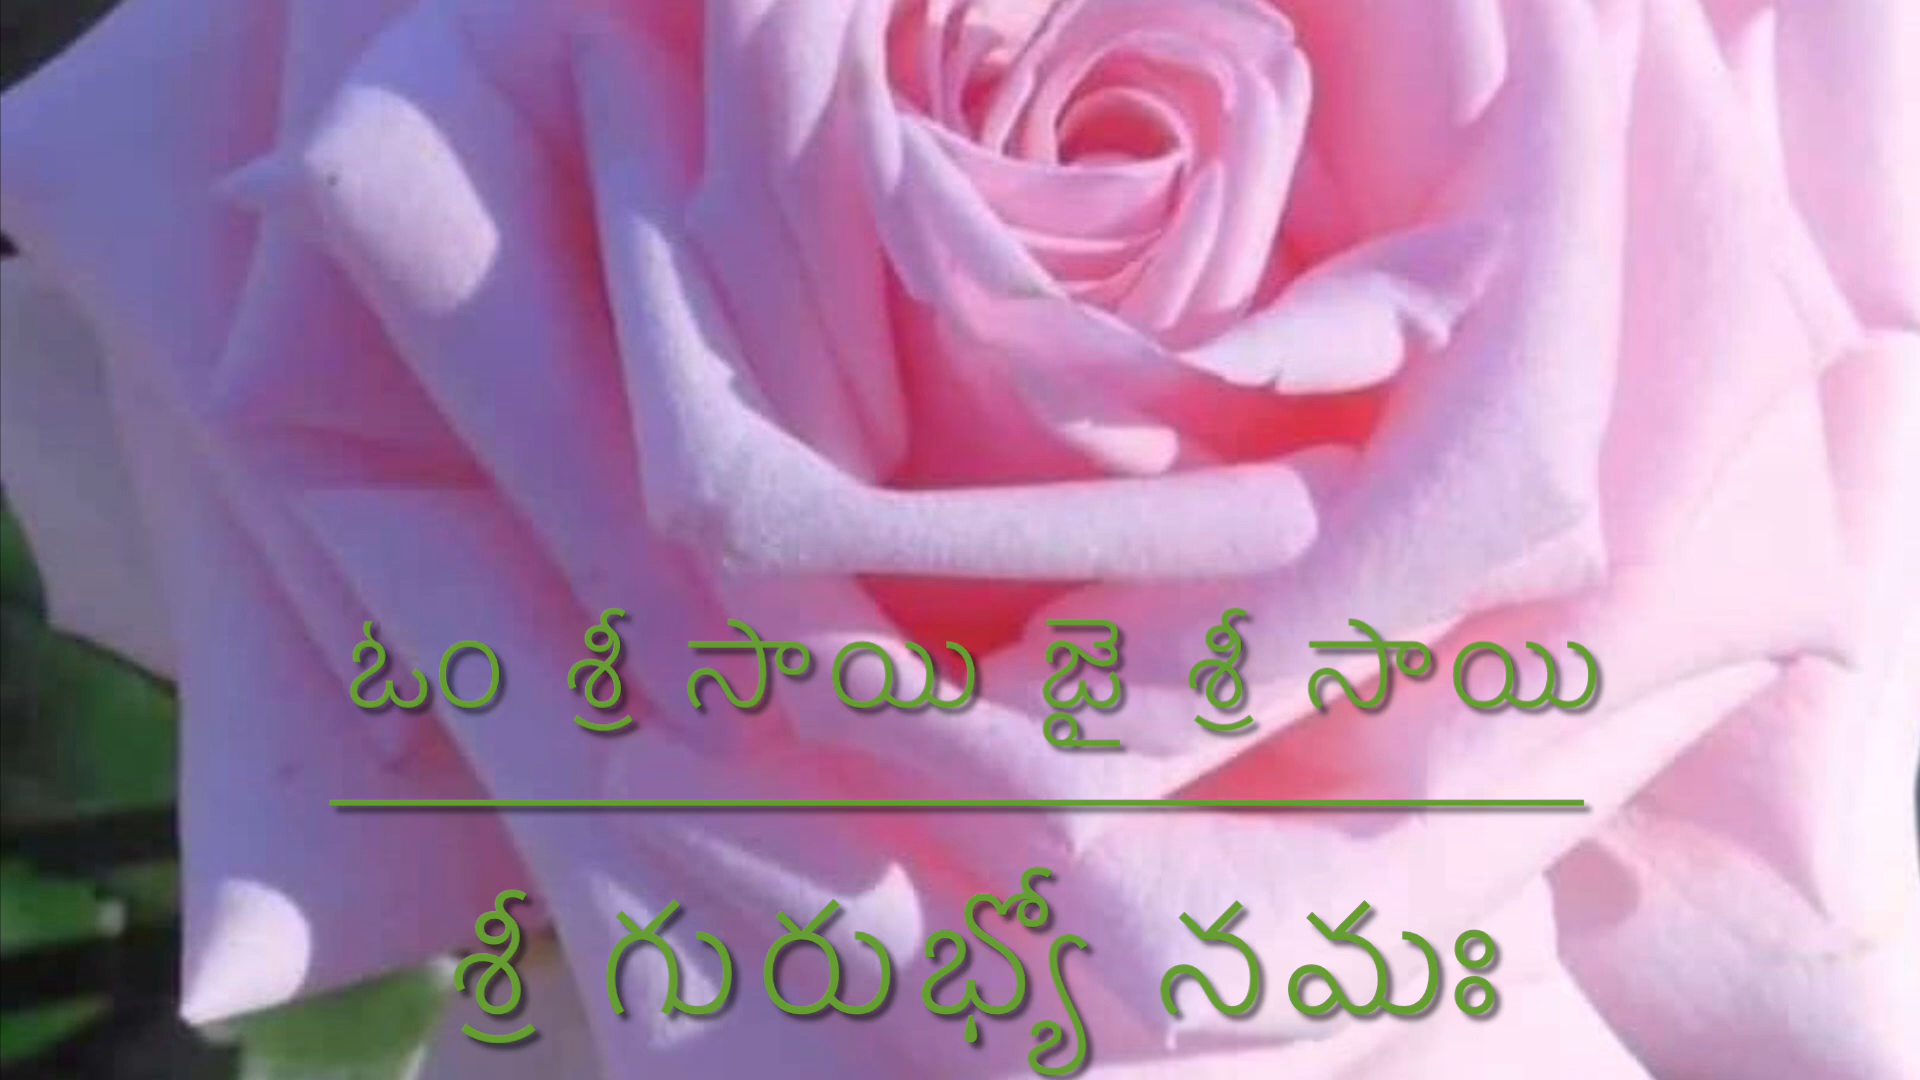 ఓం శ్రీ సాయి జై శ్రీ సాయి
శ్రీ గురుభ్యో నమః